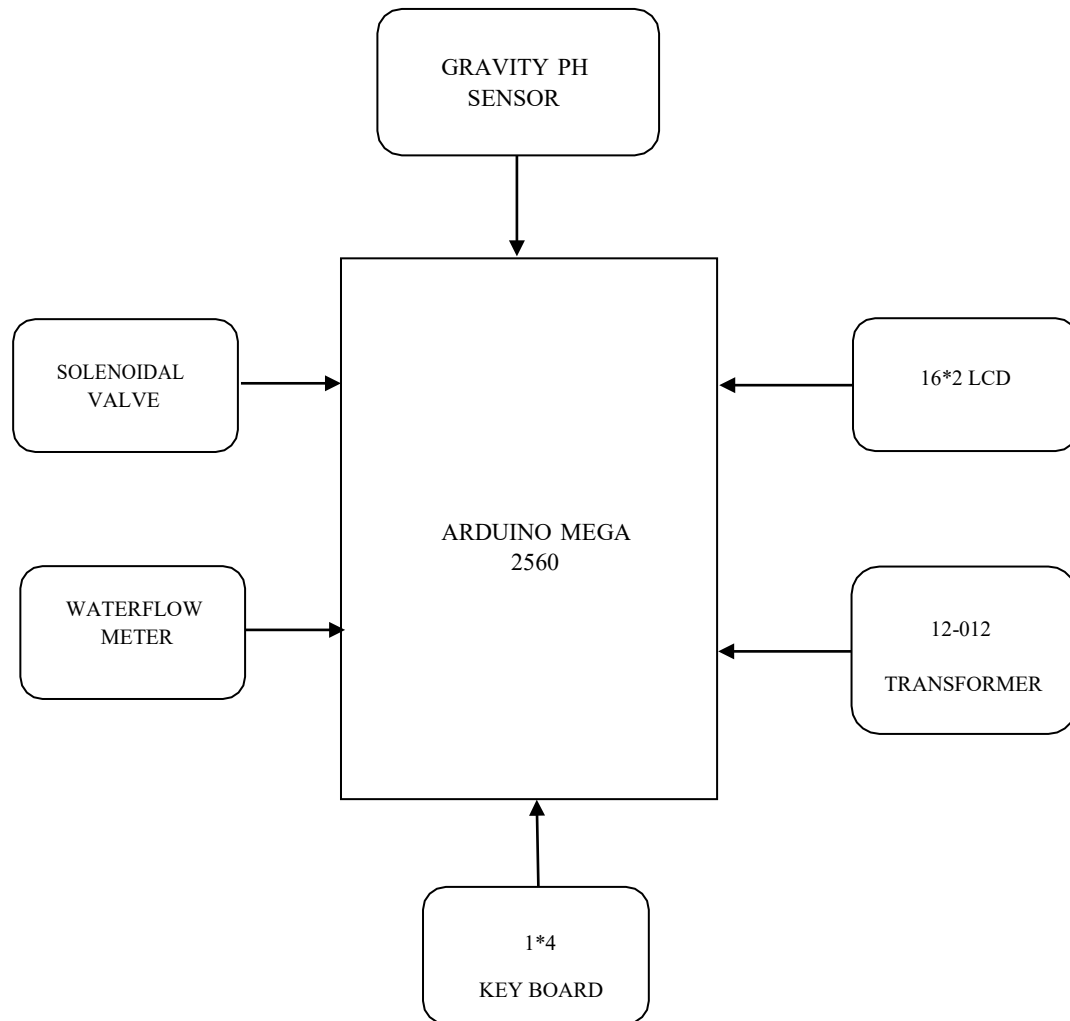 GRAVITY PH
SENSOR
SOLENOIDAL
VALVE
16*2 LCD
ARDUINO MEGA
2560
WATERFLOW
METER
12-012
TRANSFORMER
1*4
KEY BOARD